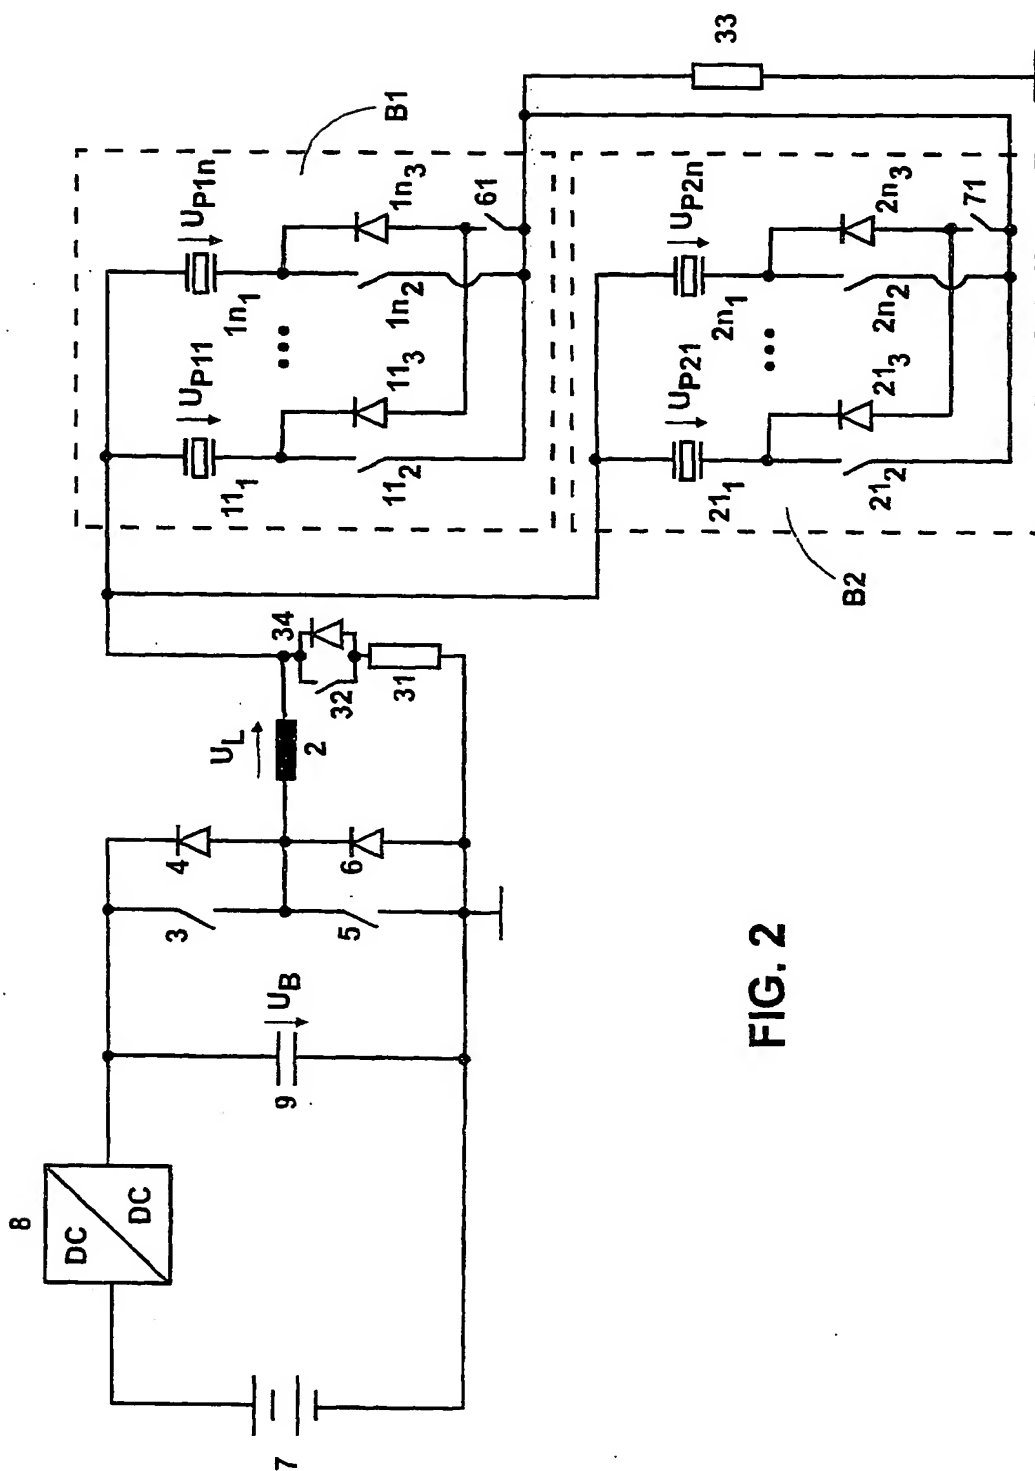 8
DC
DC
7
9
U_B
3
4
5
6
U_L
2
34
32
31
B1
U_P11
U_P1n
11_1
1n_1
...
11_3
1n_3
11_2
1n_2
61
33
U_P21
U_P2n
21_1
2n_1
...
21_3
2n_3
21_2
2n_2
71
B2
FIG. 2